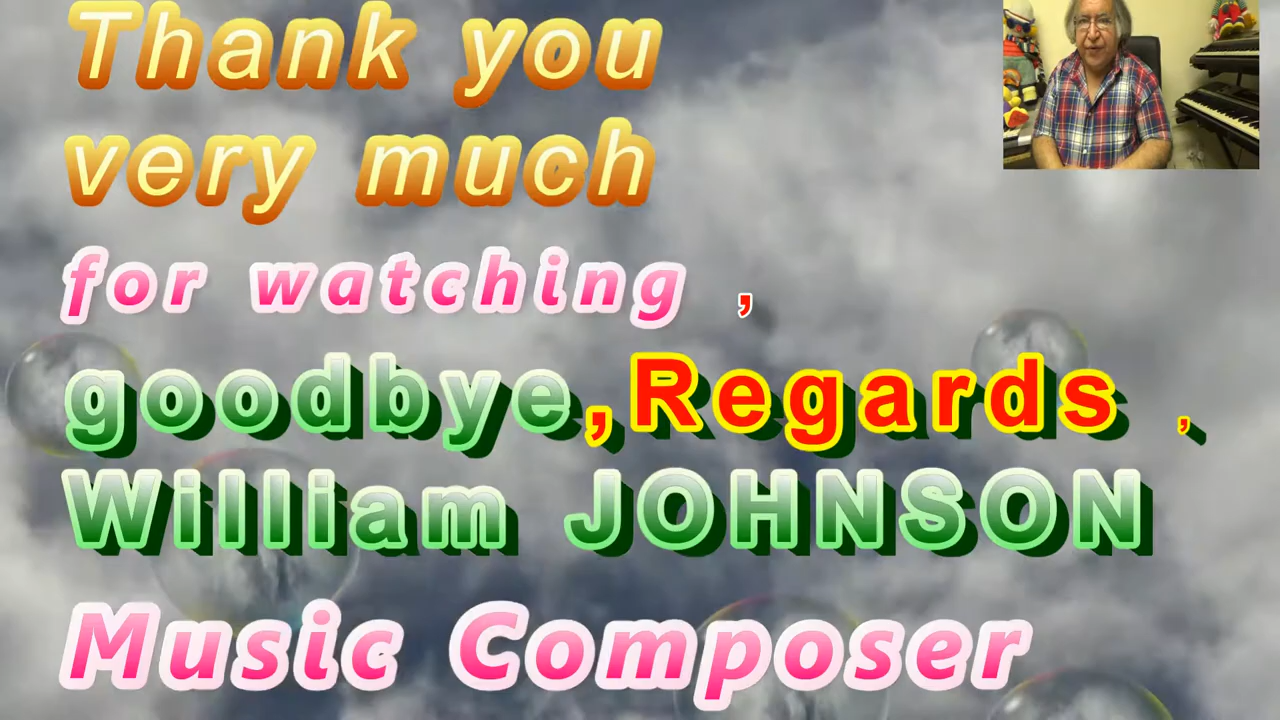 Thank you
very much
for watching ,
goodbye,Regards ,
William JOHNSON
Music Composer